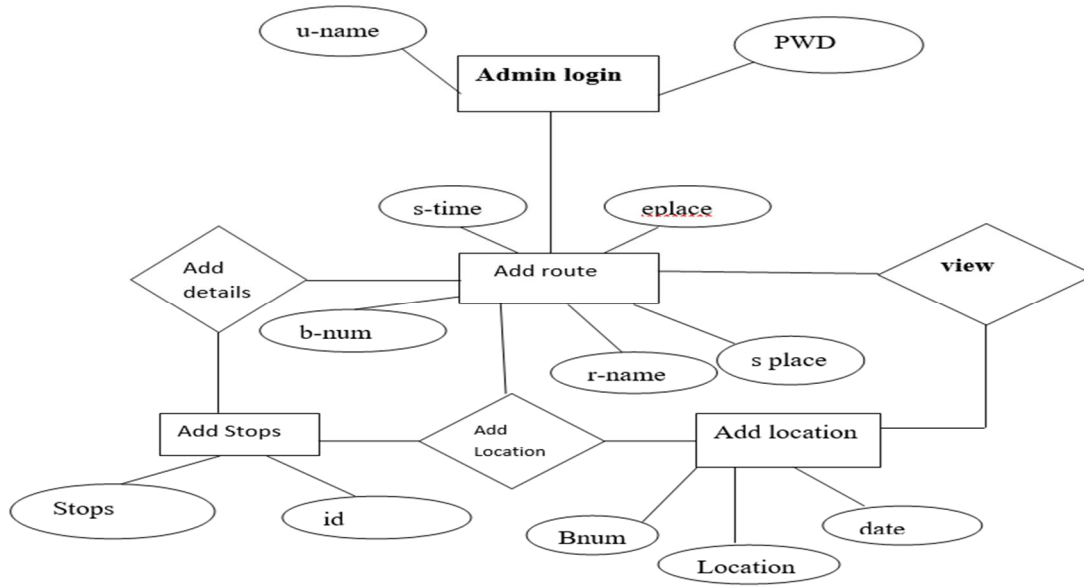 u-name
PWD
Admin login
s-time
eplace
Add
details
Add route
view
b-num
r-name
s place
Add Stops
Add
Location
Add location
Stops
id
Bnum
Location
date